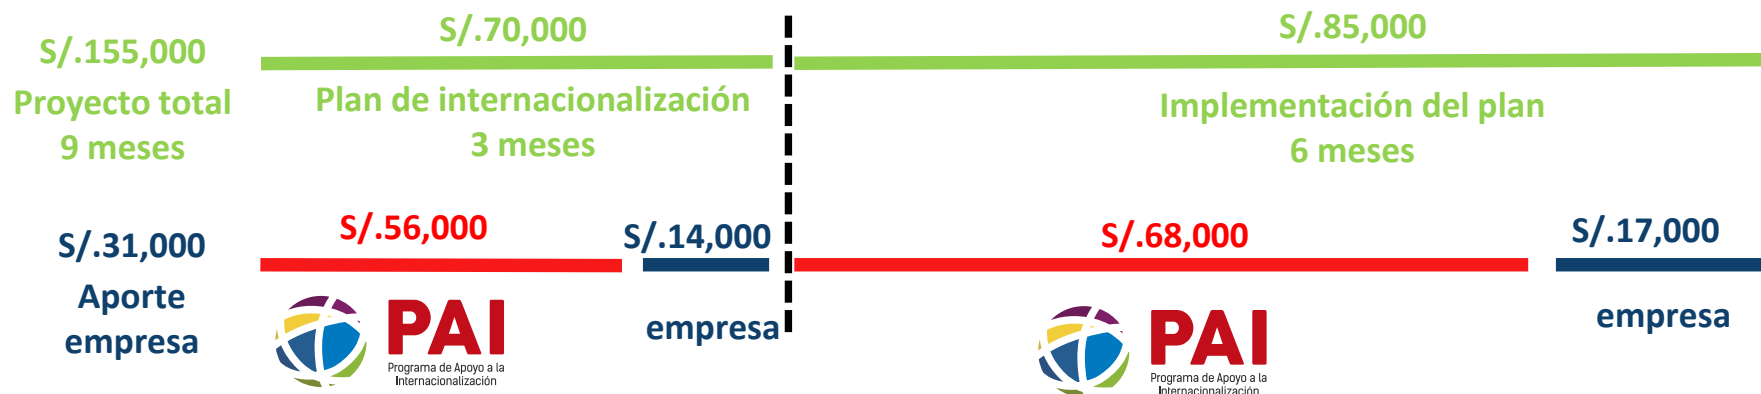 S/.155,000
Proyecto total
9 meses
S/.70,000
Plan de internacionalización
3 meses
S/.85,000
Implementación del plan
6 meses
S/.31,000
Aporte
empresa
S/.56,000
PAI
Programa de Apoyo a la
Internacionalización
S/.14,000
empresa
S/.68,000
PAI
Programa de Apoyo a la
Internacionalización
S/.17,000
empresa